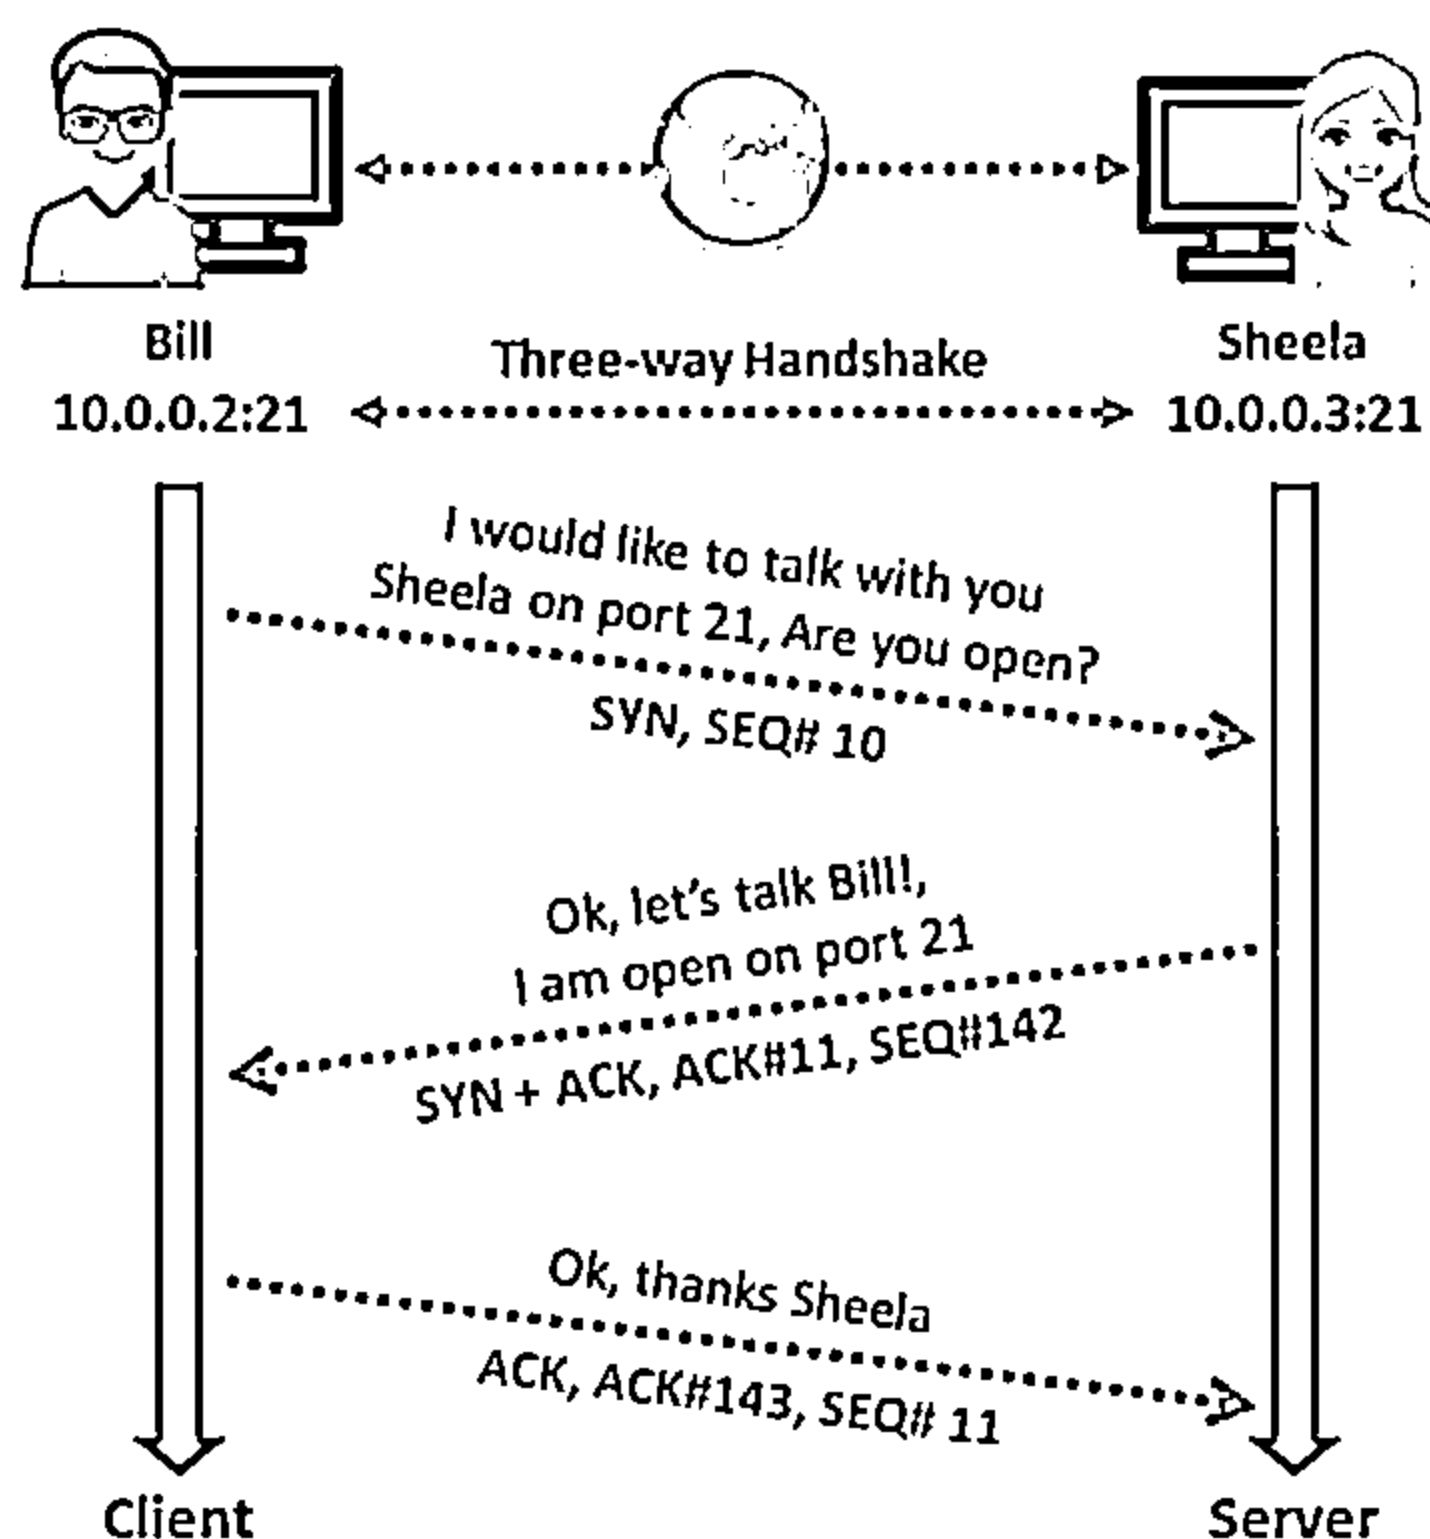 Bill
Three-way Handshake
Sheela
10.0.0.2:21
10.0.0.3:21
I would like to talk with you
Sheela on port 21, Are you open?
SYN, SEQ# 10
Ok, let's talk Bill!,
I am open on port 21
SYN + ACK, ACK#11, SEQ#142
Ok, thanks Sheela
ACK, ACK#143, SEQ# 11
Client
Server